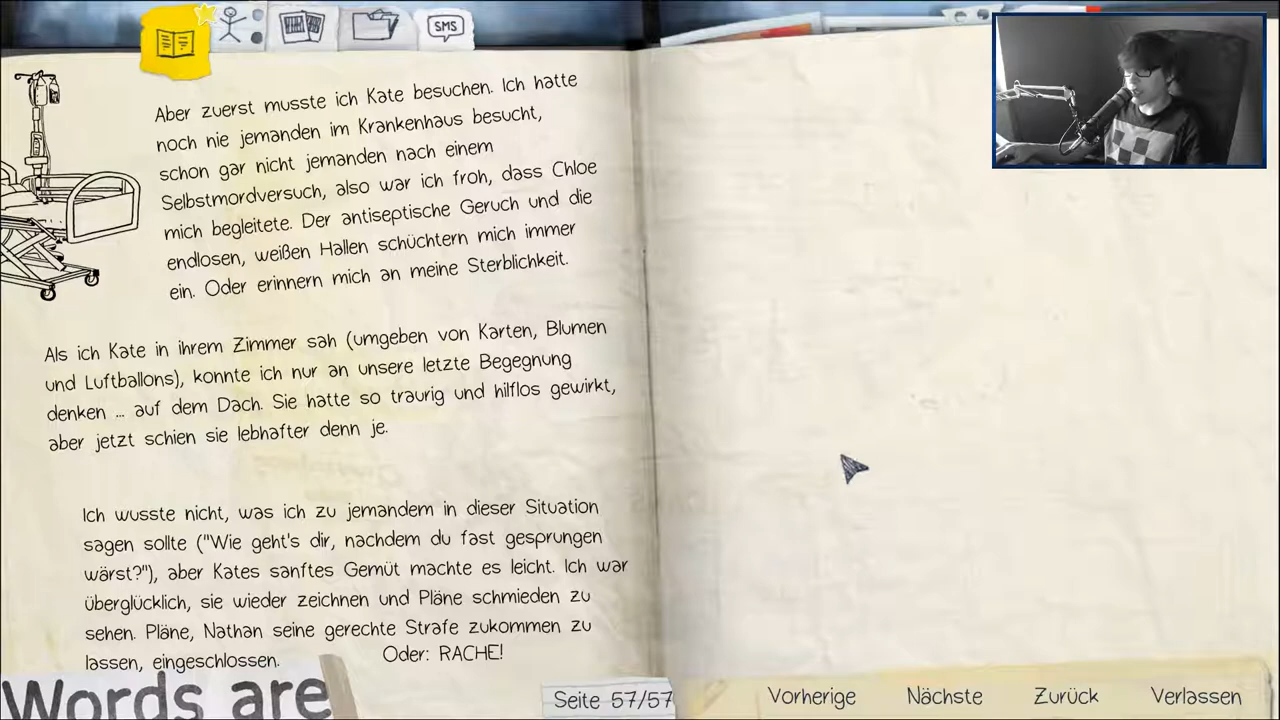 SMS
Aber zuerst musste ich Kate besuchen. Ich hatte
noch nie jemanden im Krankenhaus besucht,
schon gar nicht jemanden nach einem
Selbstmordversuch, also war ich froh, dass Chloe
mich begleitete. Der antiseptische Geruch und die
endlosen, weißen Hallen schüchtern mich immer
ein. Oder erinnern mich an meine Sterblichkeit.
Als ich Kate in ihrem Zimmer sah (umgeben von Karten, Blumen
und Luftballons), konnte ich nur an unsere letzte Begegnung
denken ... auf dem Dach. Sie hatte so traurig und hilflos gewirkt,
aber jetzt schien sie lebhafter denn je.
Ich wusste nicht, was ich zu jemandem in dieser Situation
sagen sollte ("Wie geht's dir, nachdem du fast gesprungen
wärst?"), aber Kates sanftes Gemüt machte es leicht. Ich war
überglücklich, sie wieder zeichnen und Pläne schmieden zu
sehen. Pläne, Nathan seine gerechte Strafe zukommen zu
lassen, eingeschlossen. Oder: RACHE!
Words are
Seite 57/57
Vorherige Nächste Zurück Verlassen